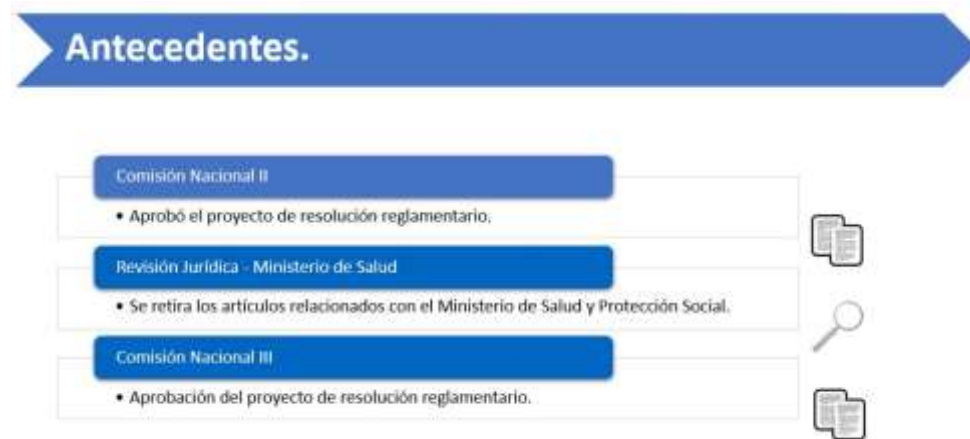 Antecedentes.
Comisión Nacional II
• Aprobó el proyecto de resolución reglamentario.
Revisión Jurídica - Ministerio de Salud
• Se retira los artículos relacionados con el Ministerio de Salud y Protección Social.
Comisión Nacional III
• Aprobación del proyecto de resolución reglamentario.